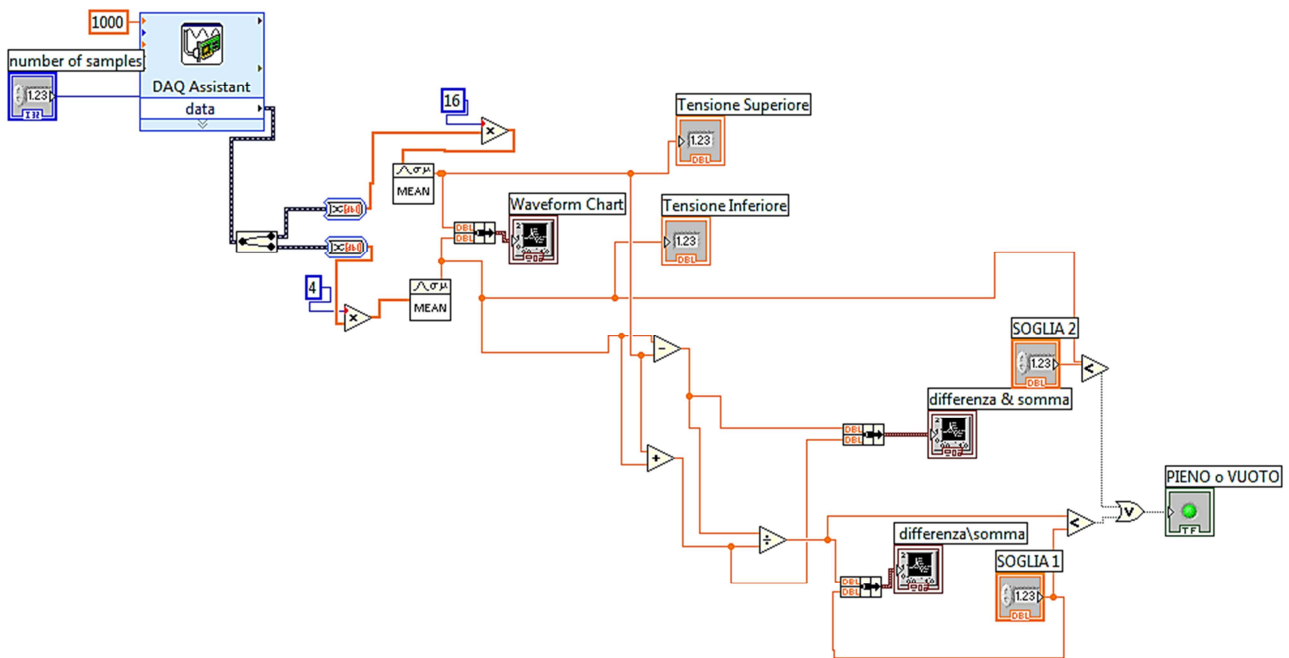 1000
number of samples
1.23
I32
DAQ Assistant
data
16
Tensione Superiore
1.23
DBL
MEAN
Waveform Chart
DBL
DBL
Tensione Inferiore
1.23
DBL
4
MEAN
SOGLIA 2
1.23
DBL
differenza & somma
DBL
DBL
PIENO o VUOTO
TF
differenza\somma
DBL
DBL
SOGLIA 1
1.23
DBL